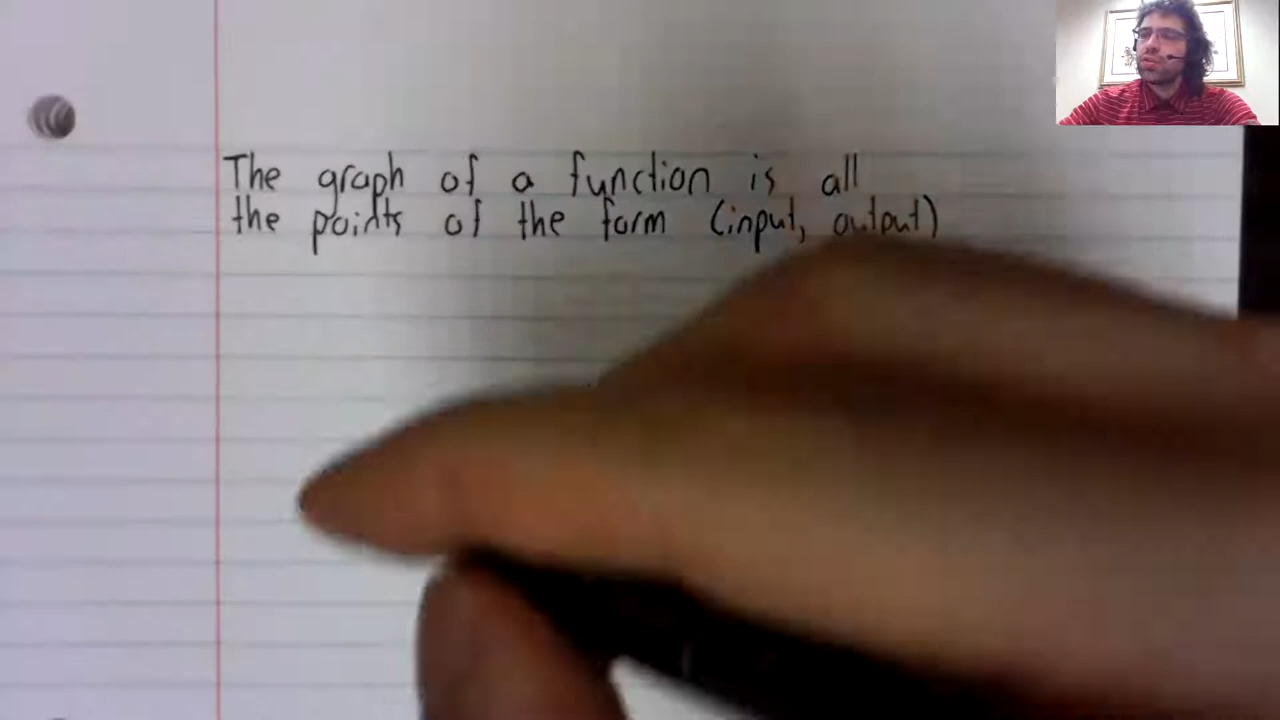 The graph of a function is all
the points of the form (input, output)